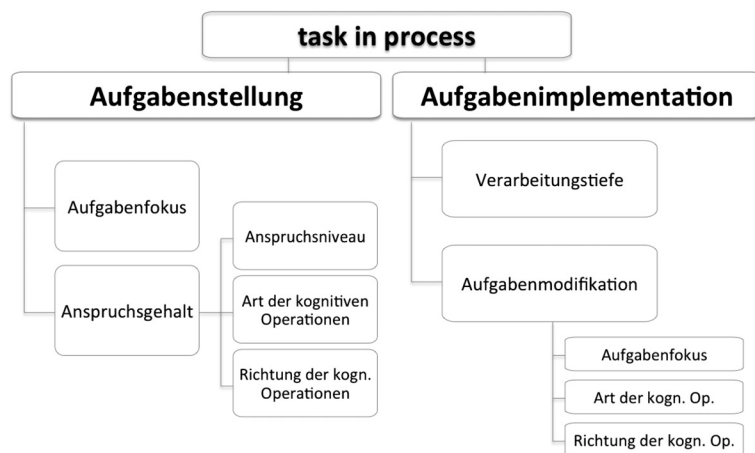 task in process
Aufgabenstellung
Aufgabenfokus
Anspruchsgehalt
Anspruchsniveau
Art der kognitiven
Operationen
Richtung der kogn.
Operationen
Aufgabenimplementation
Verarbeitungstiefe
Aufgabenmodifikation
Aufgabenfokus
Art der kogn. Op.
Richtung der kogn. Op.